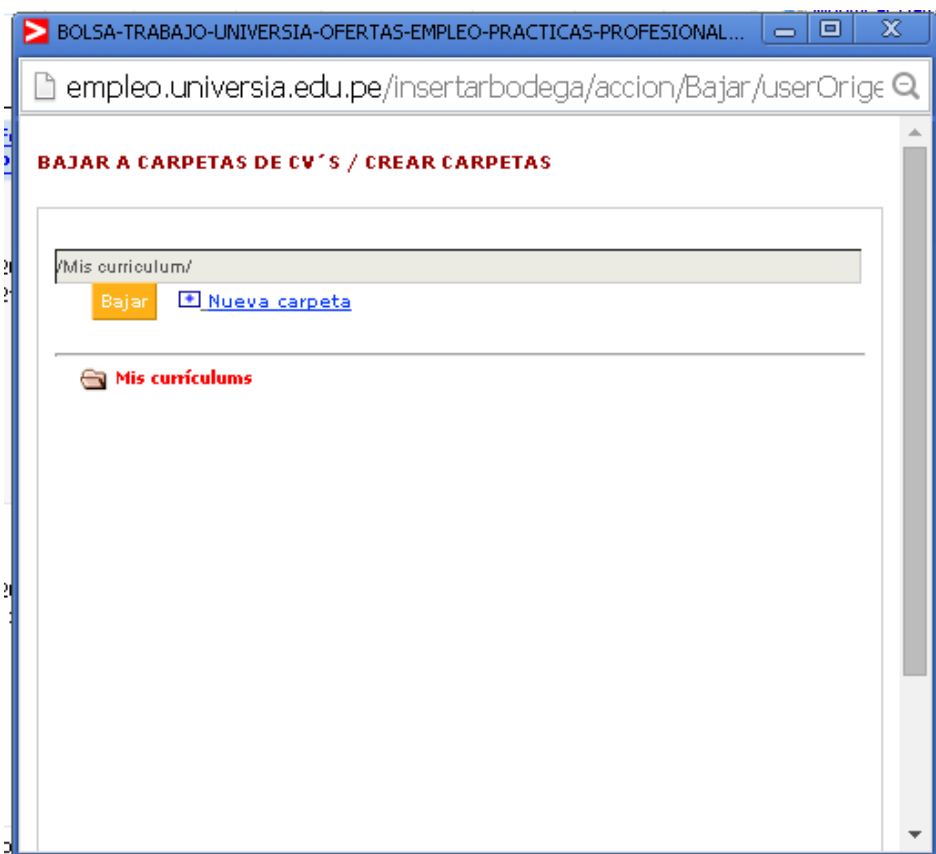 BOLSA-TRABAJO-UNIVERSIA-OFERTAS-EMPLEO-PRACTICAS-PROFESIONAL...
empleo.universia.edu.pe/insertarbodega/accion/Bajar/userOrige
BAJAR A CARPETAS DE CV´S / CREAR CARPETAS
/Mis curriculum/
Bajar Nueva carpeta
Mis currículums